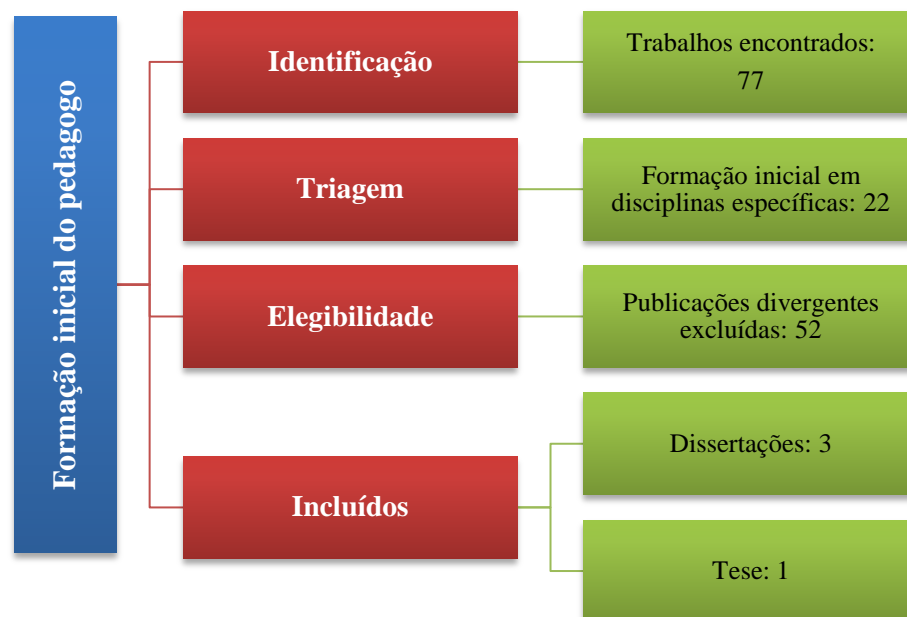 Formação inicial do pedagogo
Identificação
Trabalhos encontrados:
77
Triagem
Formação inicial em
disciplinas específicas: 22
Elegibilidade
Publicações divergentes
excluídas: 52
Incluídos
Dissertações: 3
Tese: 1